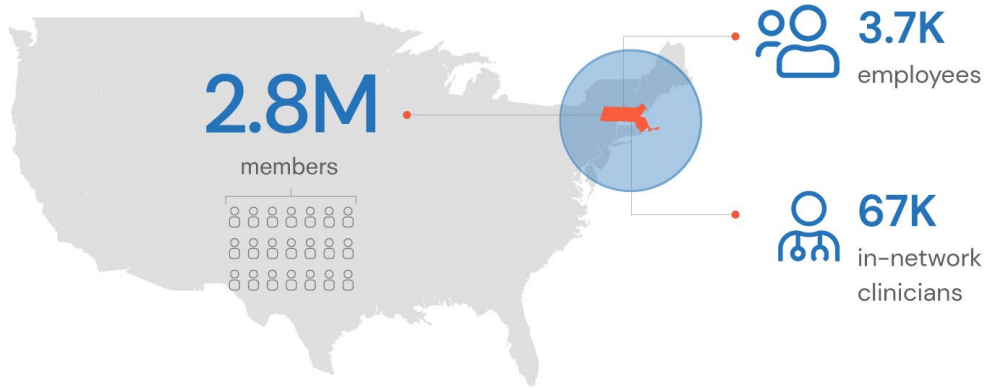 2.8M
members
3.7K
employees
67K
in-network
clinicians